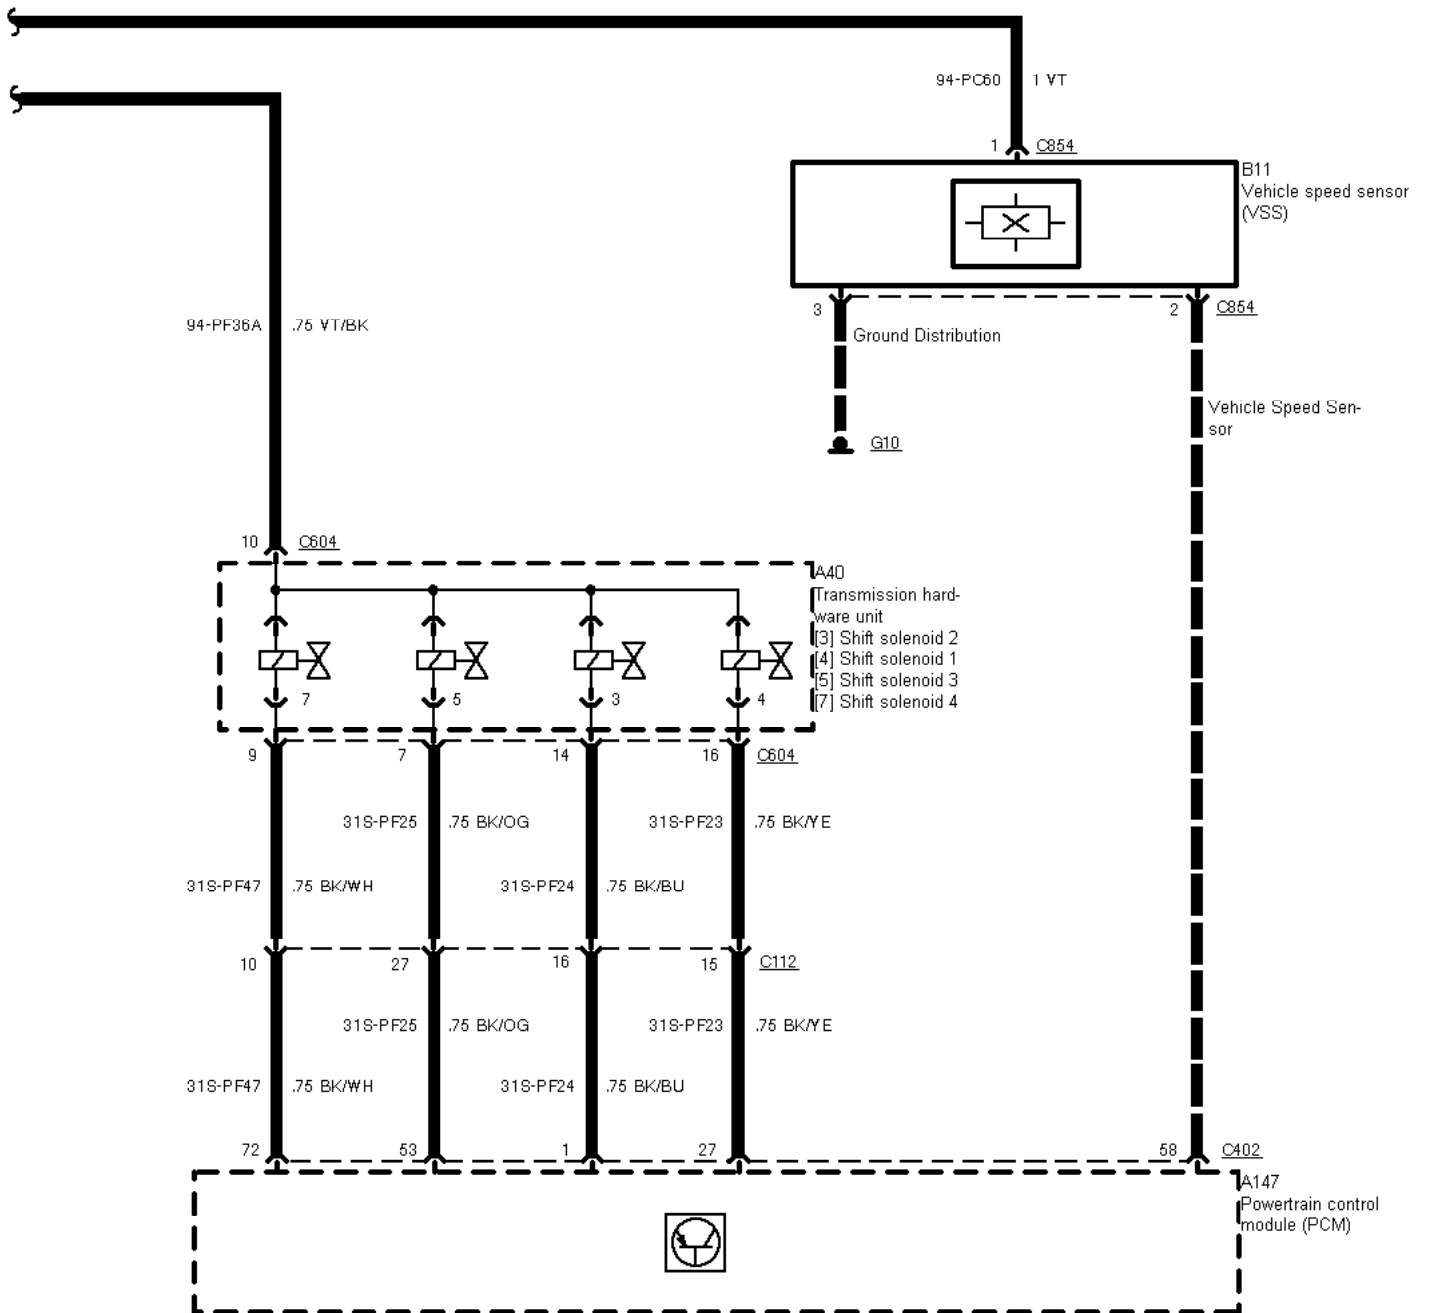 94-PC60 1 VT
1 C854
B11
Vehicle speed sensor
(VSS)
3 2 C854
Ground Distribution
94-PF36A .75 VT/BK
Vehicle Speed Sen-
sor
G10
10 C604
A40
Transmission hard-
ware unit
[3] Shift solenoid 2
[4] Shift solenoid 1
[5] Shift solenoid 3
[7] Shift solenoid 4
7 5 3 4
9 7 14 16 C604
31S-PF25 .75 BK/OG 31S-PF23 .75 BK/YE
31S-PF47 .75 BK/WH 31S-PF24 .75 BK/BU
10 27 16 15 C112
31S-PF25 .75 BK/OG 31S-PF23 .75 BK/YE
31S-PF47 .75 BK/WH 31S-PF24 .75 BK/BU
72 53 1 27 58 C402
A147
Powertrain control
module (PCM)